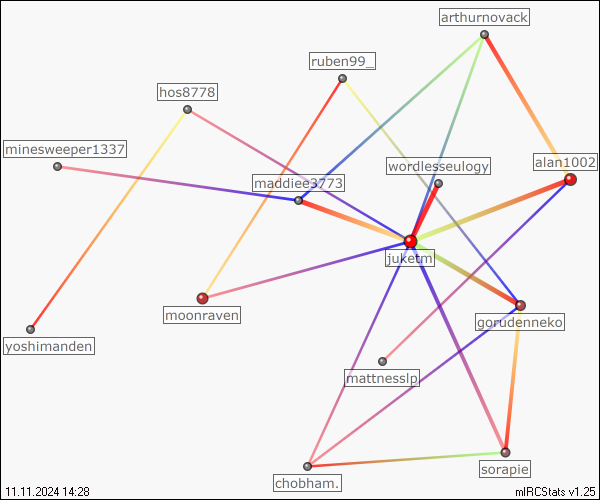 arthurnovack
ruben99_
hos8778
minesweeper1337
wordlesseulogy
alan1002
maddiee3773
juketm
moonraven
gorudenneko
yoshimanden
mattnesslp
sorapie
chobham.
11.11.2024 14:28
mIRCStats v1.25